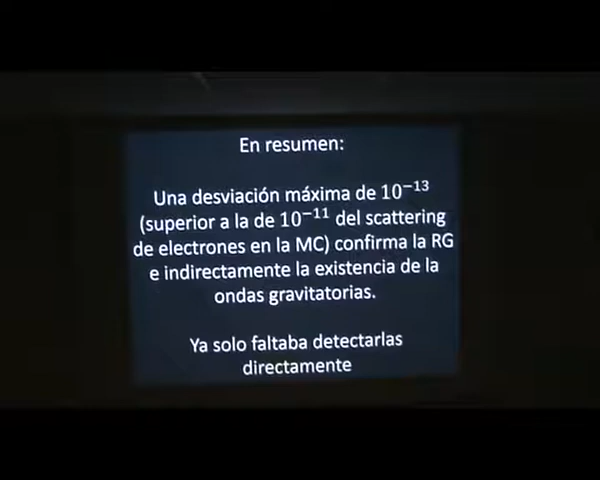 En resumen:
Una desviación máxima de 10⁻¹³
(superior a la de 10⁻¹¹ del scattering
de electrones en la MC) confirma la RG
e indirectamente la existencia de la
ondas gravitatorias.
Ya solo faltaba detectarlas
directamente